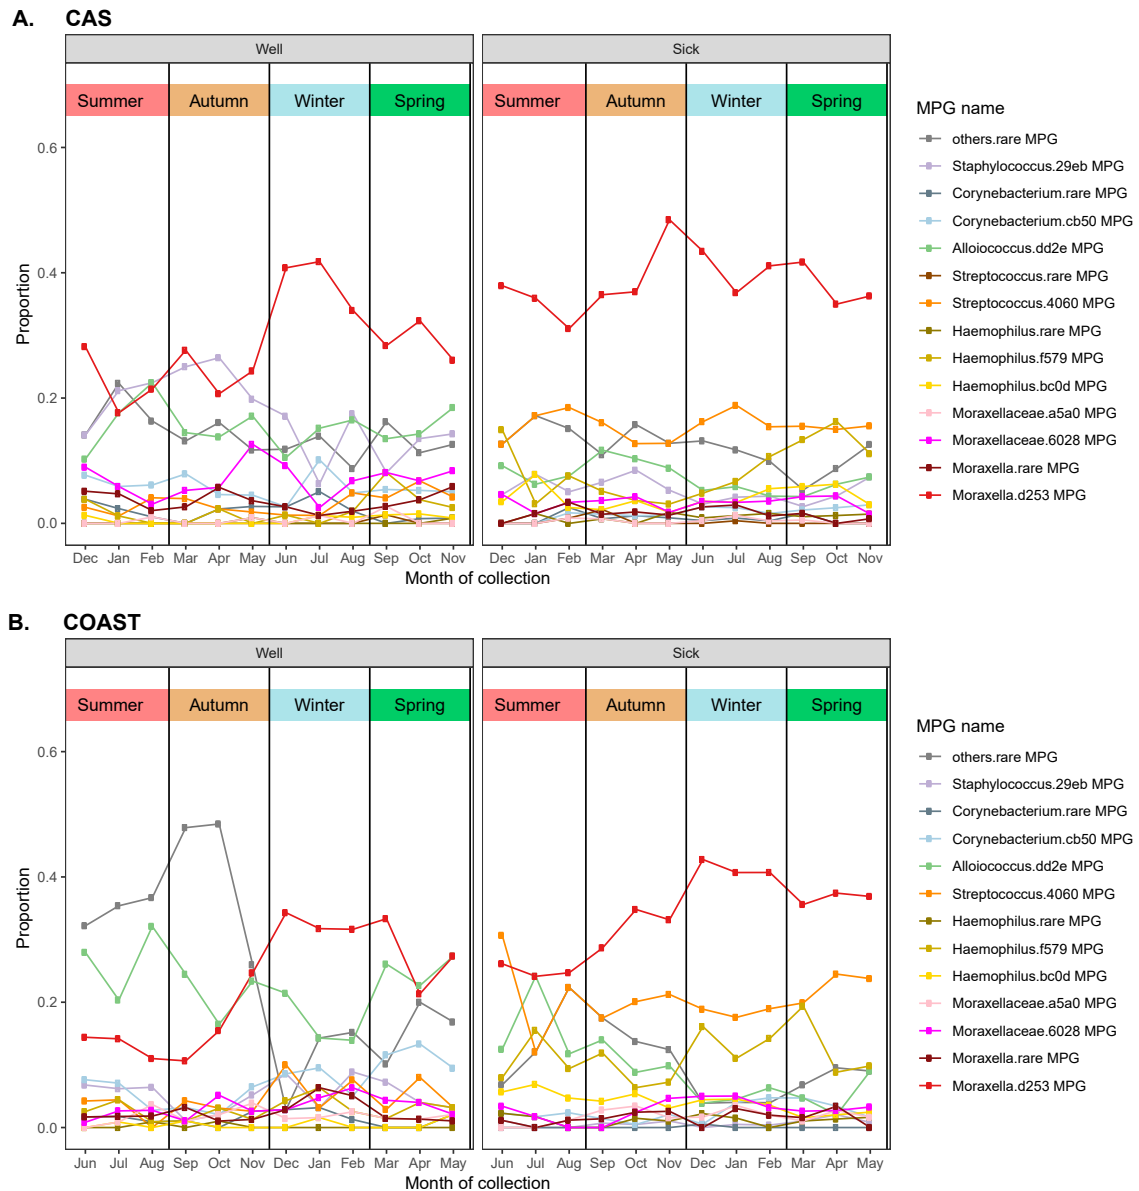 A. CAS
Well
Sick
Summer Autumn Winter Spring
Summer Autumn Winter Spring
0.6
0.4
0.2
0.0
Proportion
Dec Jan Feb Mar Apr May Jun Jul Aug Sep Oct Nov
Dec Jan Feb Mar Apr May Jun Jul Aug Sep Oct Nov
Month of collection
MPG name
others.rare MPG
Staphylococcus.29eb MPG
Corynebacterium.rare MPG
Corynebacterium.cb50 MPG
Alloiococcus.dd2e MPG
Streptococcus.rare MPG
Streptococcus.4060 MPG
Haemophilus.rare MPG
Haemophilus.f579 MPG
Haemophilus.bc0d MPG
Moraxellaceae.a5a0 MPG
Moraxellaceae.6028 MPG
Moraxella.rare MPG
Moraxella.d253 MPG
B. COAST
Well
Sick
Summer Autumn Winter Spring
Summer Autumn Winter Spring
0.6
0.4
0.2
0.0
Proportion
Jun Jul Aug Sep Oct Nov Dec Jan Feb Mar Apr May
Jun Jul Aug Sep Oct Nov Dec Jan Feb Mar Apr May
Month of collection
MPG name
others.rare MPG
Staphylococcus.29eb MPG
Corynebacterium.rare MPG
Corynebacterium.cb50 MPG
Alloiococcus.dd2e MPG
Streptococcus.4060 MPG
Haemophilus.rare MPG
Haemophilus.f579 MPG
Haemophilus.bc0d MPG
Moraxellaceae.a5a0 MPG
Moraxellaceae.6028 MPG
Moraxella.rare MPG
Moraxella.d253 MPG